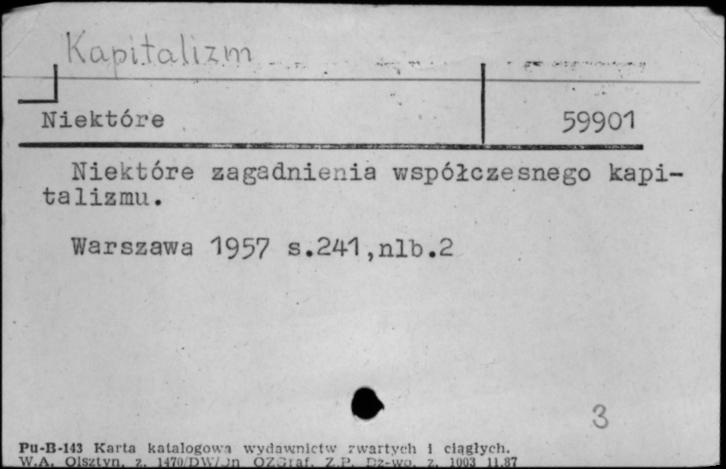 Kapitalizm
Niektóre 59901
Niektóre zagadnienia współczesnego kapi-
talizmu.
Warszawa 1957 s.241,nlb.2
3
Pu-B-143 Karta katalogowa wydawnictw zwartych i ciągłych.
W.A. Olsztyn, z. 1470/DW/Jn OZGraf. Z.P. Dz-wo, z. 1003 11.87